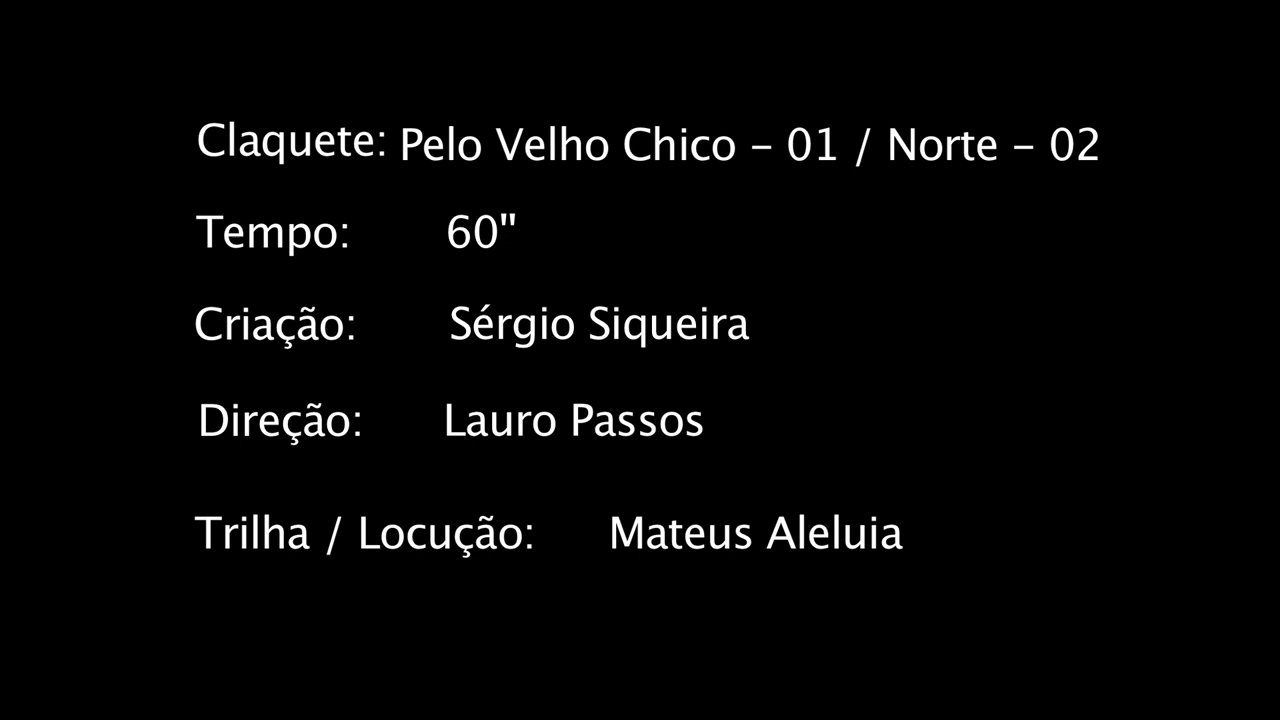 Claquete: Pelo Velho Chico - 01 / Norte - 02
Tempo: 60"
Criação: Sérgio Siqueira
Direção: Lauro Passos
Trilha / Locução: Mateus Aleluia